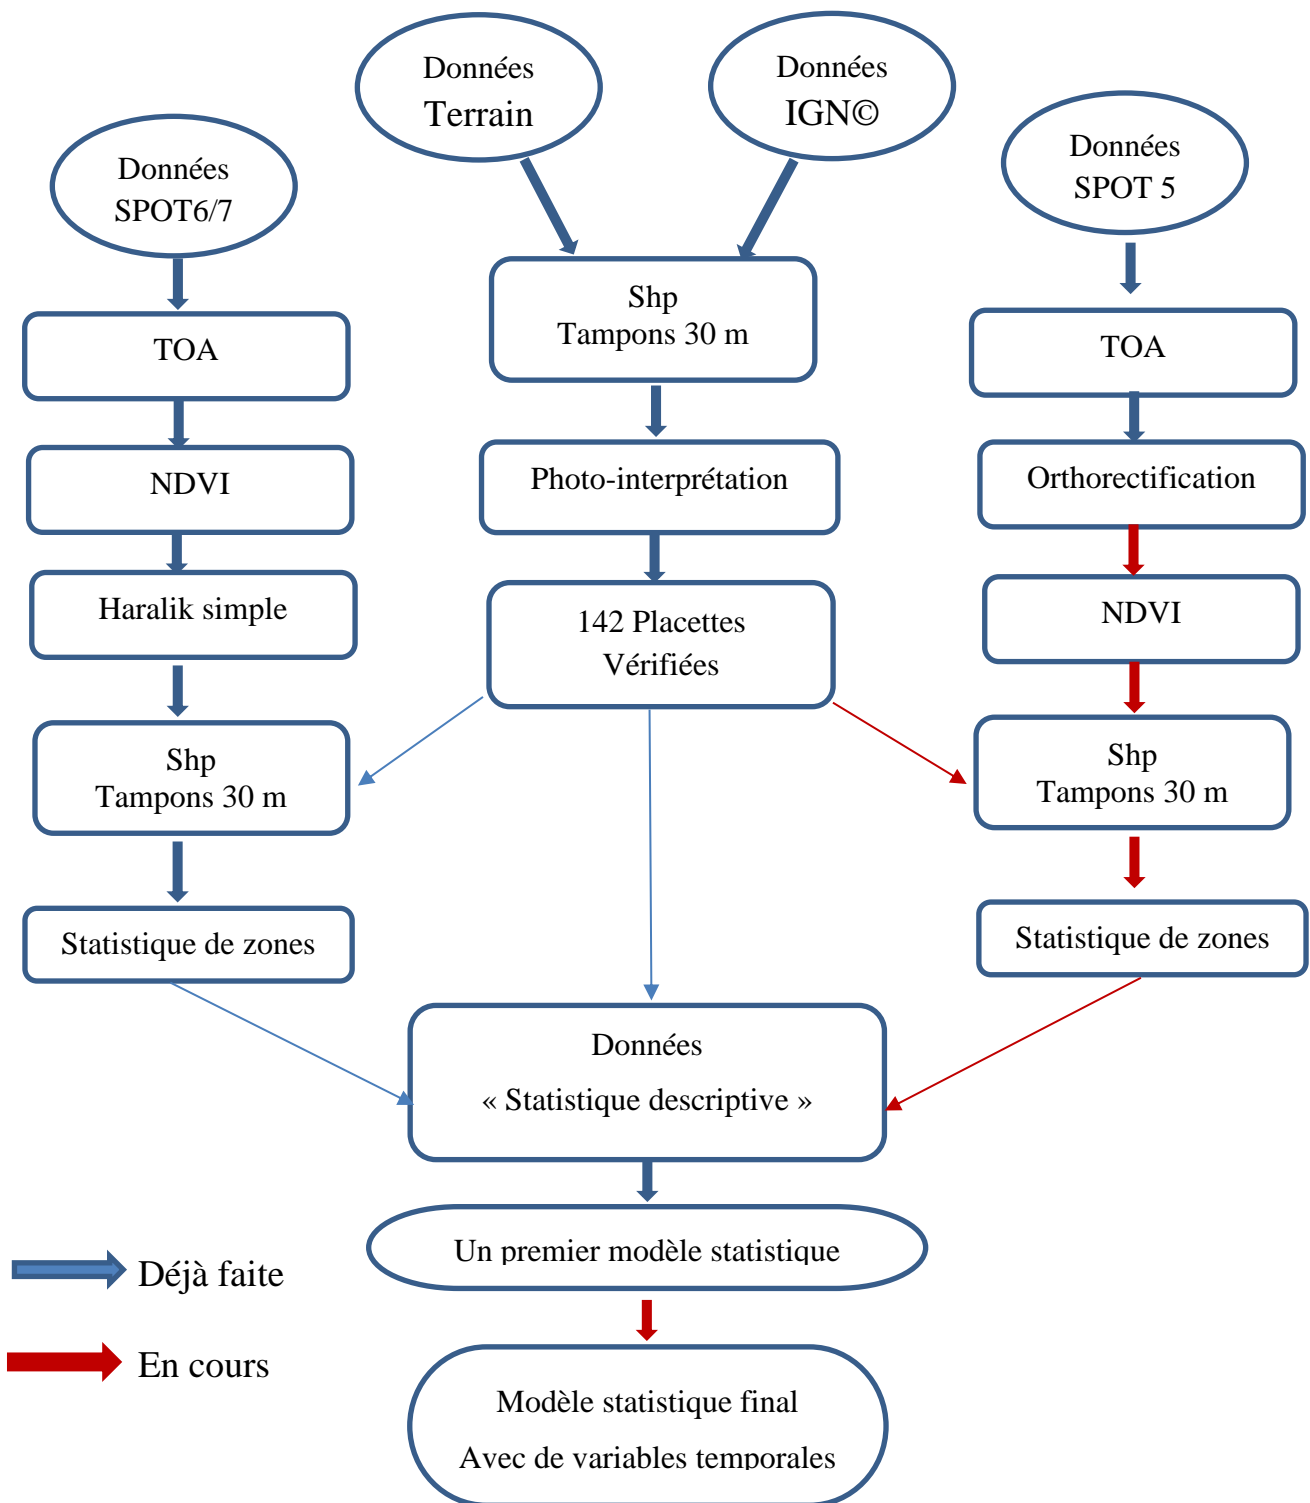 Données
Terrain
Données
IGN©
Données
SPOT6/7
Données
SPOT 5
TOA
Shp
Tampons 30 m
TOA
NDVI
Photo-interprétation
Orthorectification
Haralik simple
142 Placettes
Vérifiées
NDVI
Shp
Tampons 30 m
Shp
Tampons 30 m
Statistique de zones
Statistique de zones
Données
« Statistique descriptive »
Un premier modèle statistique
Déjà faite
En cours
Modèle statistique final
Avec de variables temporales